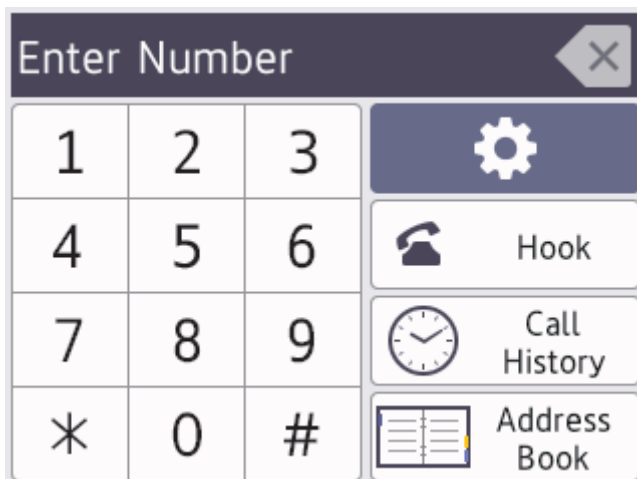 Enter Number
1 2 3
4 5 6 Hook
7 8 9 Call
History
* 0 # Address
Book